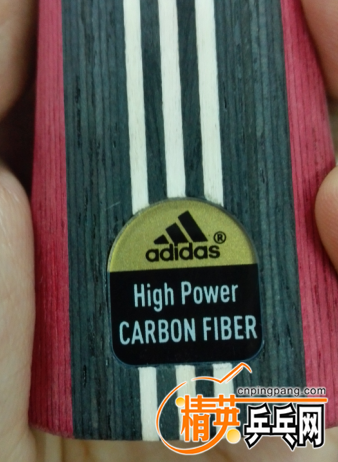 adidas®
High Power
CARBON FIBER
cnpingpang.com
精英乒乓网